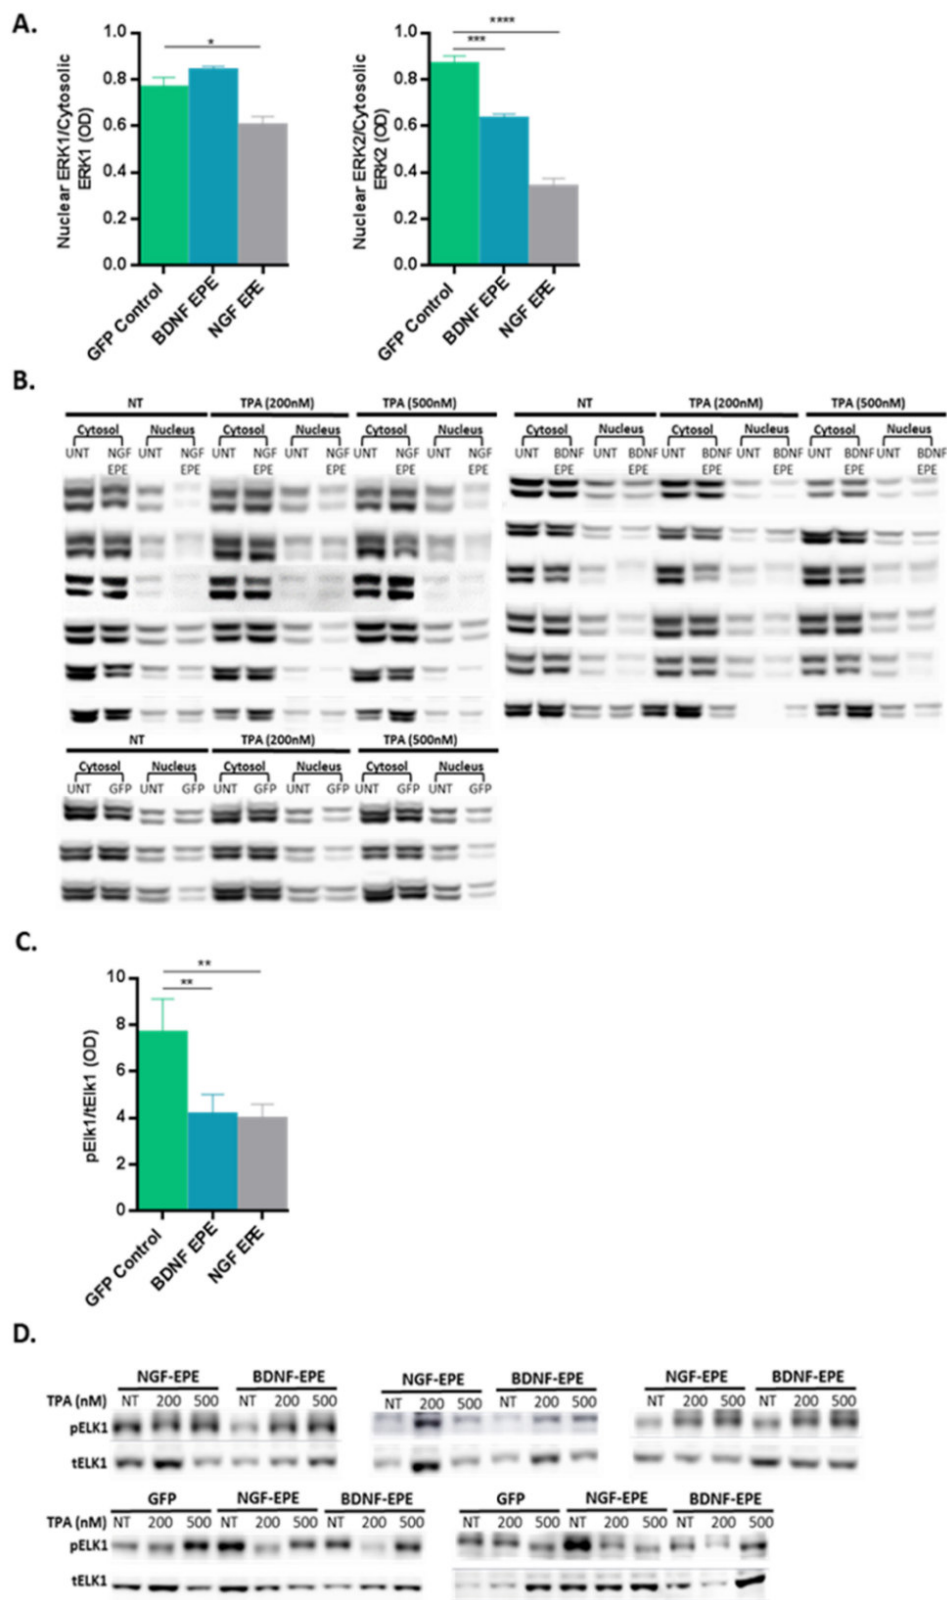 A.
Nuclear ERK1/Cytosolic
ERK1 (OD)
1.0
0.8
0.6
0.4
0.2
0.0
*
GFP Control
BDNF EPE
NGF EPE
Nuclear ERK2/Cytosolic
ERK2 (OD)
1.0
0.8
0.6
0.4
0.2
0.0
****
***
GFP Control
BDNF EPE
NGF EPE
B.
NT TPA (200nM) TPA (500nM)
Cytosol Nucleus Cytosol Nucleus Cytosol Nucleus
UNT NGF UNT NGF UNT NGF UNT NGF UNT NGF UNT NGF
EPE EPE EPE EPE EPE EPE
NT TPA (200nM) TPA (500nM)
Cytosol Nucleus Cytosol Nucleus Cytosol Nucleus
UNT BDNF UNT BDNF UNT BDNF UNT BDNF UNT BDNF UNT BDNF
EPE EPE EPE EPE EPE EPE
NT TPA (200nM) TPA (500nM)
Cytosol Nucleus Cytosol Nucleus Cytosol Nucleus
UNT GFP UNT GFP UNT GFP UNT GFP UNT GFP UNT GFP
C.
pElk1/tElk1 (OD)
10
8
6
4
2
0
**
**
GFP Control
BDNF EPE
NGF EPE
D.
NGF-EPE BDNF-EPE NGF-EPE BDNF-EPE NGF-EPE BDNF-EPE
TPA (nM) NT 200 500 NT 200 500 NT 200 500 NT 200 500 NT 200 500 NT 200 500
pELK1
tELK1
GFP NGF-EPE BDNF-EPE GFP NGF-EPE BDNF-EPE
TPA (nM) NT 200 500 NT 200 500 NT 200 500 NT 200 500 NT 200 500 NT 200 500
pELK1
tELK1